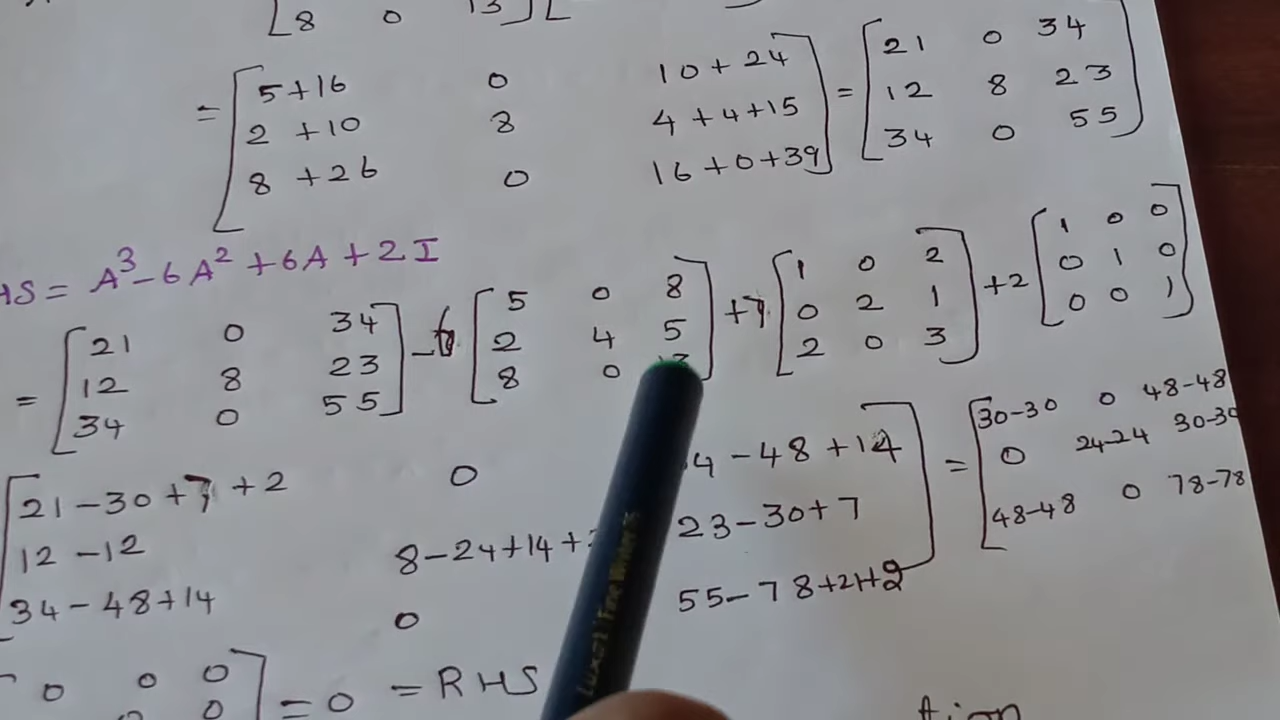 8 0 13
= [ 5+16 0 10+24 ] = [ 21 0 34 ]
2 +10 8 4+4+15 12 8 23
8 +26 0 16+0+39 34 0 55
= A³-6A²+6A+2I
= [ 21 0 34 ] -6 [ 5 0 8 ] +7 [ 1 0 2 ] +2 [ 1 0 0 ]
12 8 23 2 4 5 0 2 1 0 1 0
34 0 55 8 0 2 0 3 0 0 1
[ 21-30+7+2 0 -48+14 ] = [ 30-30 0 48-48
12-12 8-24+14+ 23-30+7 0 24-24 30-30
34-48+14 0 55-78+21+2 48-48 0 78-78
0 0 0 ] = 0 = RHS
0